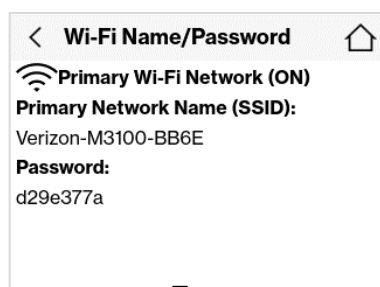 Wi-Fi Name/Password
Primary Wi-Fi Network (ON)
Primary Network Name (SSID):
Verizon-M3100-BB6E
Password:
d29e377a